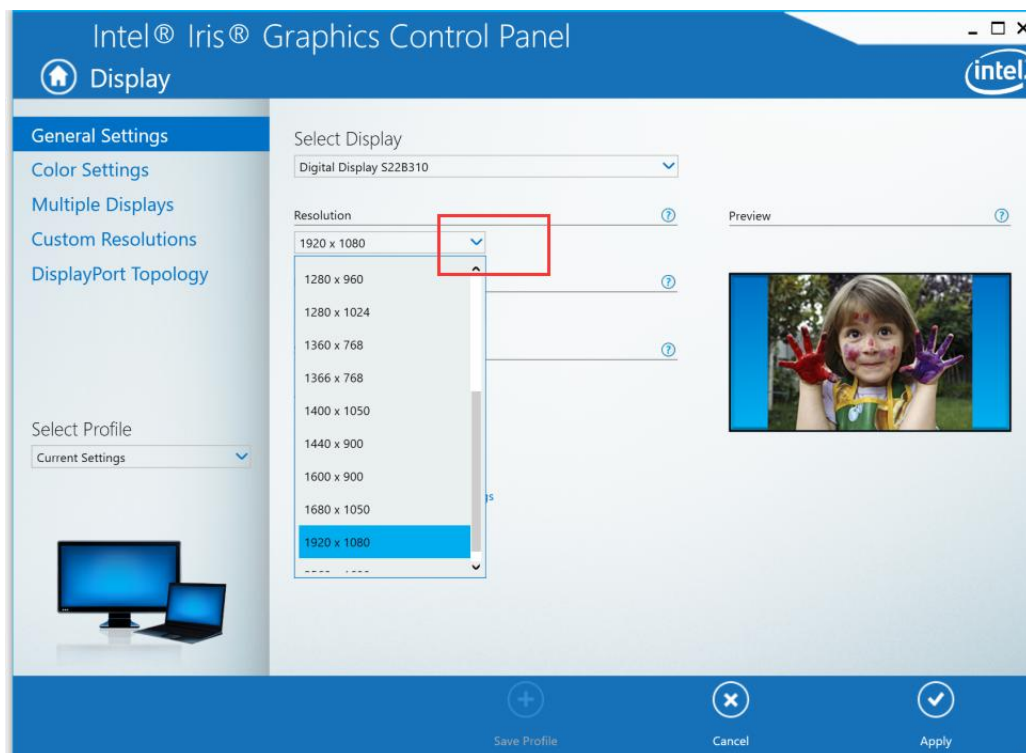 Intel® Iris® Graphics Control Panel
Display
intel
General Settings
Color Settings
Multiple Displays
Custom Resolutions
DisplayPort Topology
Select Profile
Current Settings
Select Display
Digital Display S22B310
Resolution
1920 x 1080
1280 x 960
1280 x 1024
1360 x 768
1366 x 768
1400 x 1050
1440 x 900
1600 x 900
1680 x 1050
1920 x 1080
gs
Preview
Save Profile
Cancel
Apply